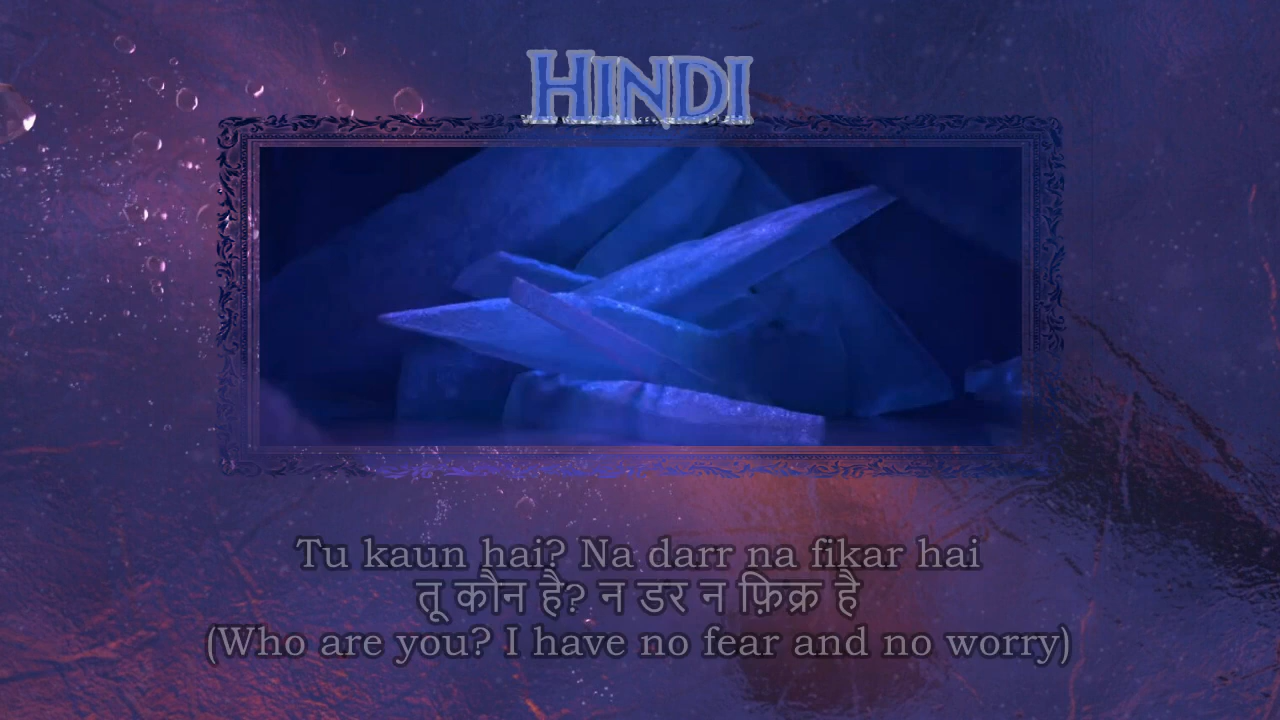 HINDI
Tu kaun hai? Na darr na fikar hai
तू कौन है? न डर न फ़िक्र है
(Who are you? I have no fear and no worry)